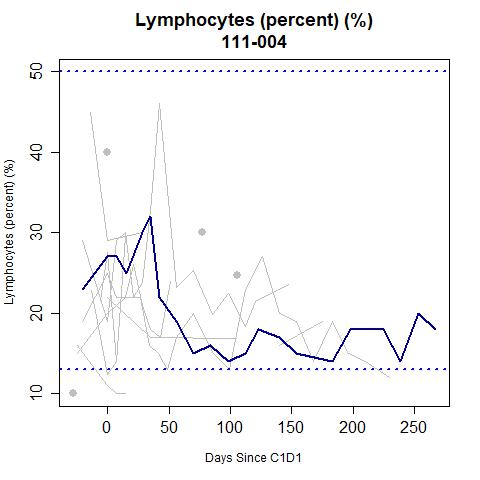 Lymphocytes (percent) (%)
111-004
50
40
30
20
10
Lymphocytes (percent) (%)
0 50 100 150 200 250
Days Since C1D1